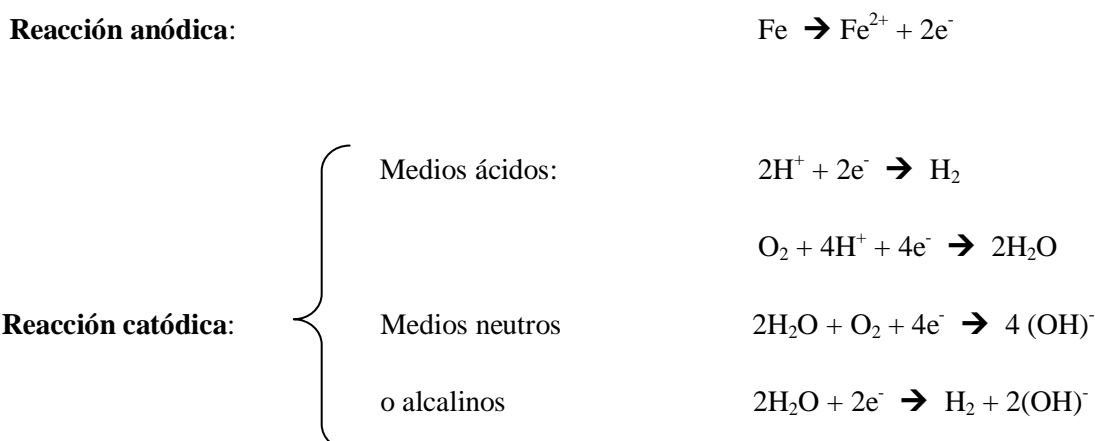 Reacción anódica: Fe ➔ Fe²⁺ + 2e⁻
Medios ácidos: 2H⁺ + 2e⁻ ➔ H₂
O₂ + 4H⁺ + 4e⁻ ➔ 2H₂O
Reacción catódica: Medios neutros 2H₂O + O₂ + 4e⁻ ➔ 4 (OH)⁻
o alcalinos 2H₂O + 2e⁻ ➔ H₂ + 2(OH)⁻